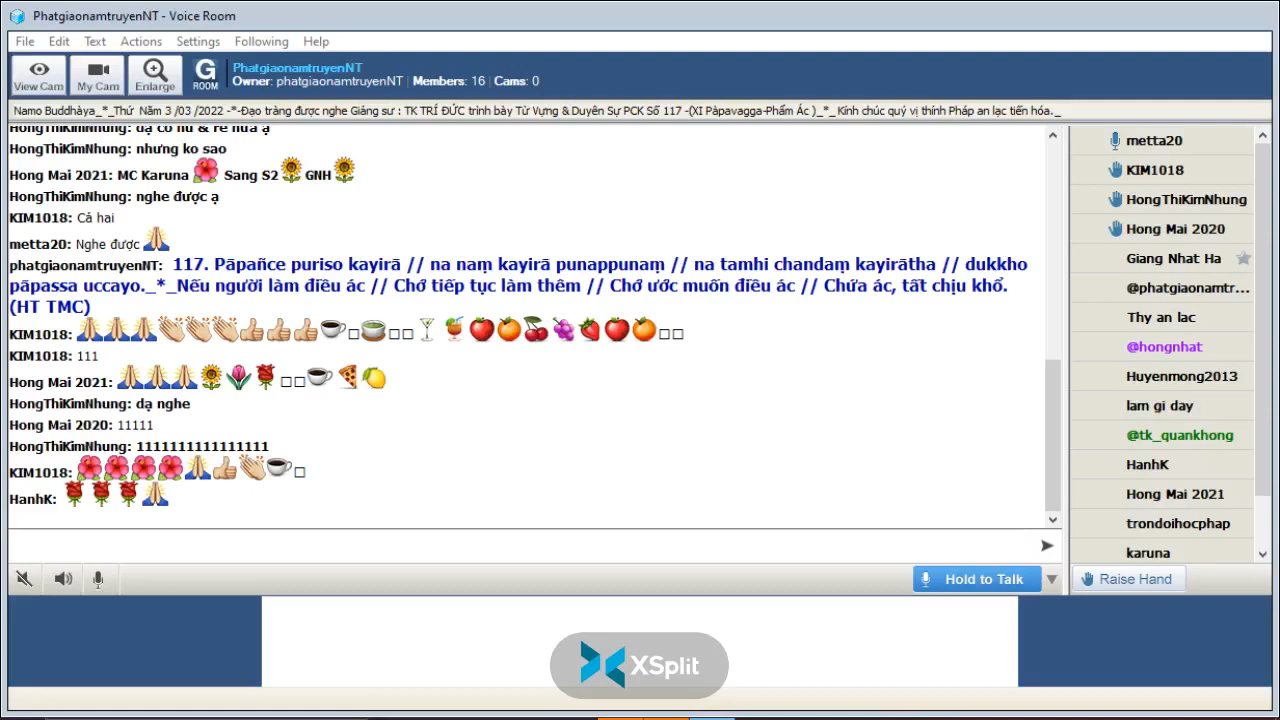 PhatgiaonamtruyenNT - Voice Room
File Edit Text Actions Settings Following Help
View Cam My Cam Enlarge G ROOM
PhatgiaonamtruyenNT
Owner: phatgiaonamtruyenNT | Members: 16 | Cams: 0
Namo Buddhàya_*_Thứ Năm 3 /03 /2022 -*-Đạo tràng được nghe Giảng sư : TK TRÍ ĐỨC trình bày Từ Vựng & Duyên Sự PCK Số 117 -(XI Pàpavagga-Phẩm Ác )_*_ Kính chúc quý vị thính Pháp an lạc tiến hóa._
HongThiKimNhung: dạ có hú & rè nữa ạ
HongThiKimNhung: nhưng ko sao
Hong Mai 2021: MC Karuna 🌺 Sang S2 🌻 GNH 🌻
HongThiKimNhung: nghe được ạ
KIM1018: Cả hai
metta20: Nghe được 🙏
phatgiaonamtruyenNT: 117. Pāpañce puriso kayirā // na naṃ kayirā punappunaṃ // na tamhi chandaṃ kayirātha // dukkho
pāpassa uccayo._*_Nếu người làm điều ác // Chớ tiếp tục làm thêm // Chớ ước muốn điều ác // Chứa ác, tất chịu khổ.
(HT TMC)
KIM1018: 🙏🙏🙏👏👏👏👍👍👍☕□🍵□□🍸🍹🍎🍊🍒🍇🍓🍎🍊□□
KIM1018: 111
Hong Mai 2021: 🙏🙏🙏🌻🌷🌹□□☕🍕🍋
HongThiKimNhung: dạ nghe
Hong Mai 2020: 11111
HongThiKimNhung: 1111111111111111
KIM1018: 🌺🌺🌺🌺🙏👍👏☕□
HanhK: 🌹🌹🌹🙏
Hold to Talk
metta20
KIM1018
HongThiKimNhung
Hong Mai 2020
Giang Nhat Ha
@phatgiaonamtr...
Thy an lac
@hongnhat
Huyenmong2013
lam gi day
@tk_quankhong
HanhK
Hong Mai 2021
trondoihocphap
karuna
Raise Hand
XSplit